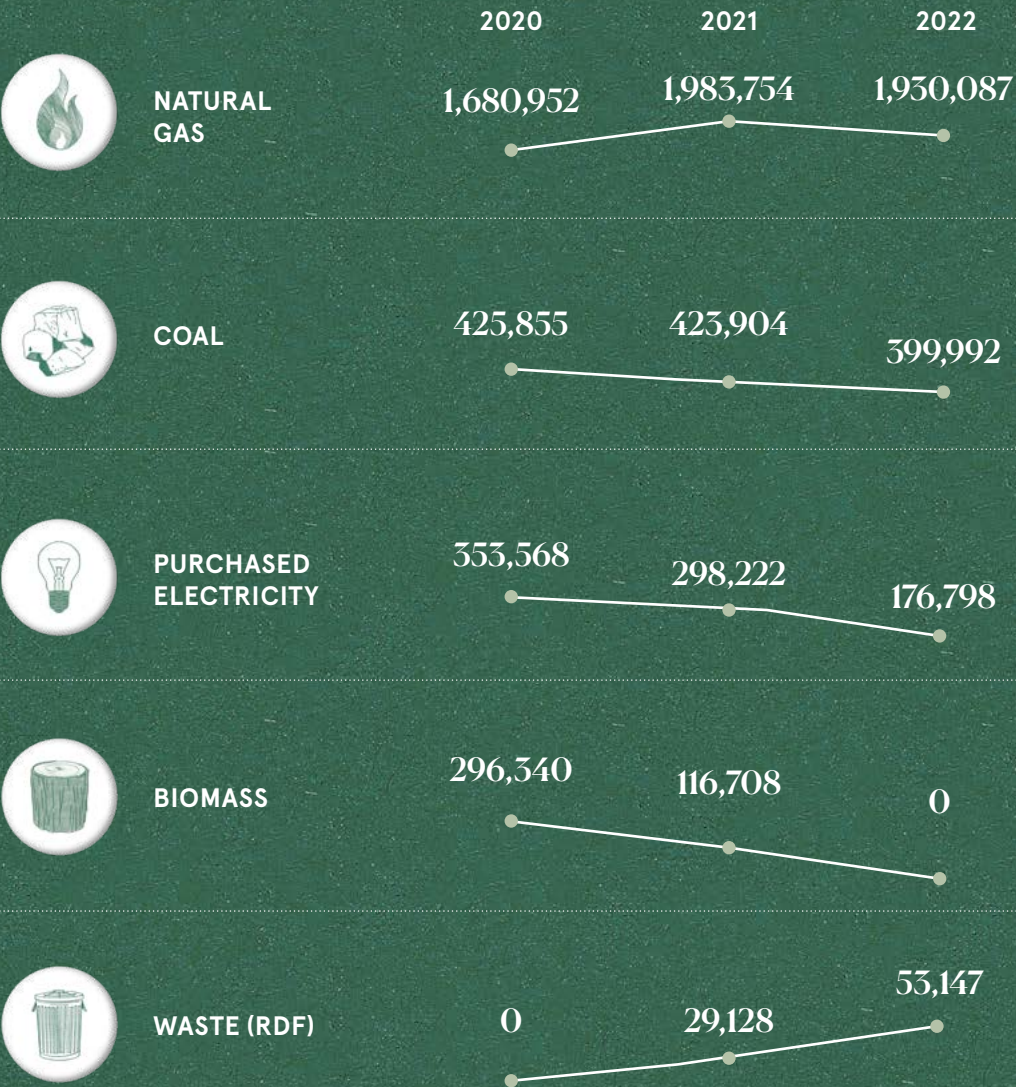 2020 2021 2022
NATURAL
GAS
1,680,952 1,983,754 1,930,087
COAL
425,855 423,904 399,992
PURCHASED
ELECTRICITY
353,568 298,222 176,798
BIOMASS
296,340 116,708 0
WASTE (RDF)
0 29,128 53,147